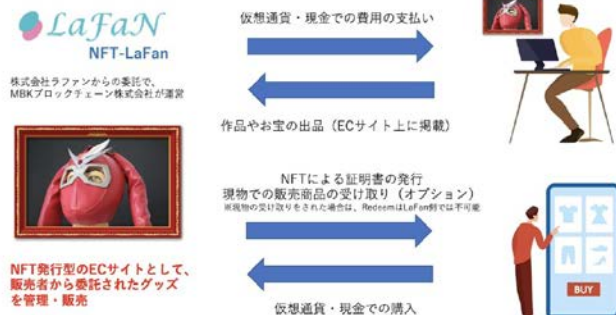 LaFaN
NFT-LaFan
株式会社ラファンからの委託で、
MBKブロックチェーン株式会社が運営
NFT発行型のECサイトとして、
販売者から委託されたグッズ
を管理・販売
仮想通貨・現金での費用の支払い
作品やお宝の出品（ECサイト上に掲載）
NFTによる証明書の発行
現物での販売商品の受け取り（オプション）
※現物の受け取りをされた場合は、RedeemはLaFan側では不可能
仮想通貨・現金での購入
BUY